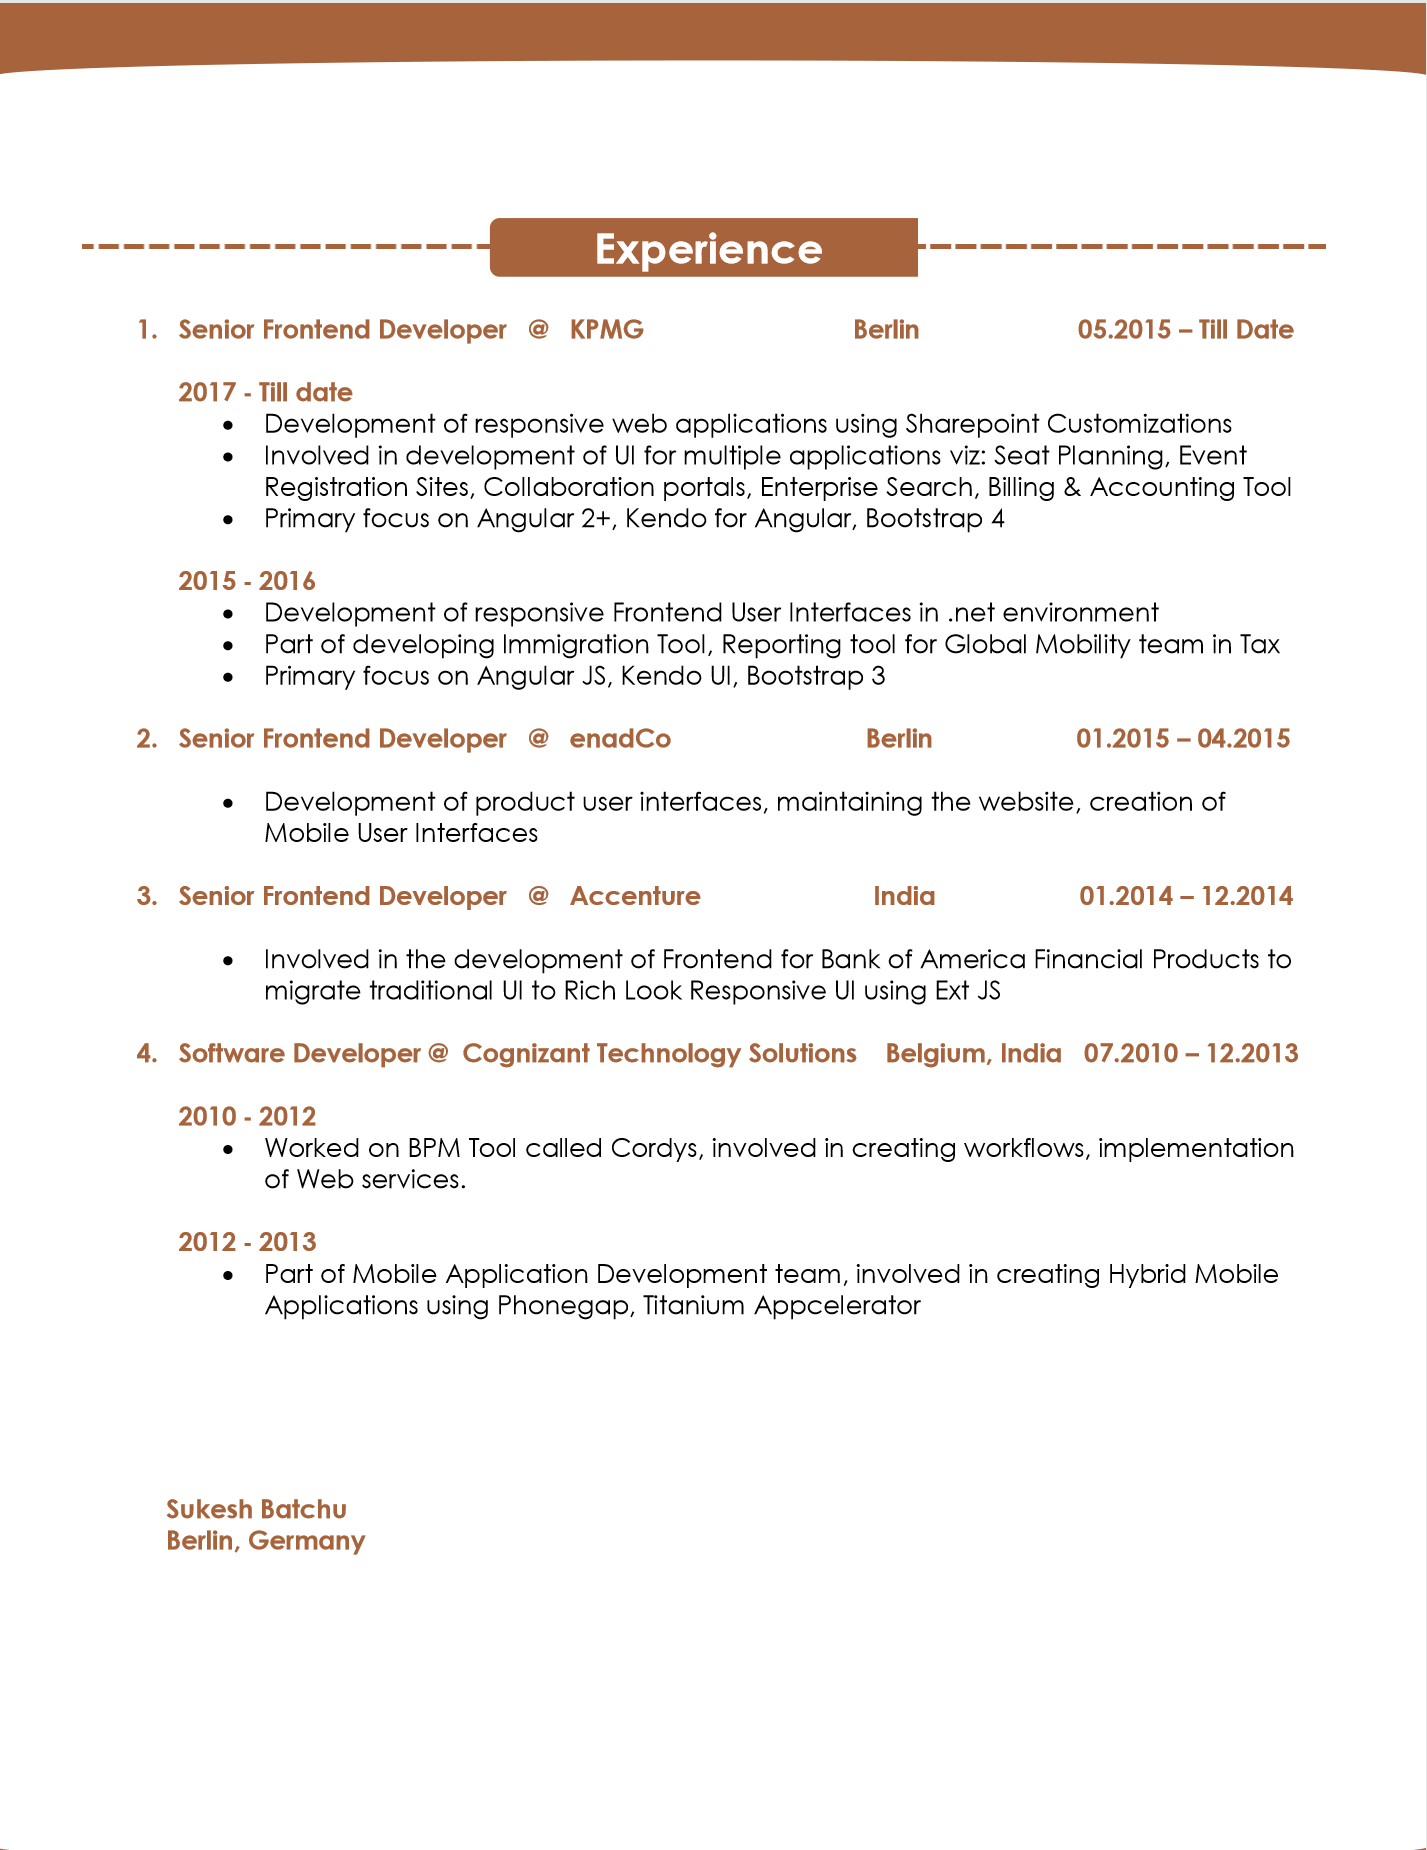 Experience
1. Senior Frontend Developer @ KPMG Berlin 05.2015 – Till Date
2017 - Till date
• Development of responsive web applications using Sharepoint Customizations
• Involved in development of UI for multiple applications viz: Seat Planning, Event
Registration Sites, Collaboration portals, Enterprise Search, Billing & Accounting Tool
• Primary focus on Angular 2+, Kendo for Angular, Bootstrap 4
2015 - 2016
• Development of responsive Frontend User Interfaces in .net environment
• Part of developing Immigration Tool, Reporting tool for Global Mobility team in Tax
• Primary focus on Angular JS, Kendo UI, Bootstrap 3
2. Senior Frontend Developer @ enadCo Berlin 01.2015 – 04.2015
• Development of product user interfaces, maintaining the website, creation of
Mobile User Interfaces
3. Senior Frontend Developer @ Accenture India 01.2014 – 12.2014
• Involved in the development of Frontend for Bank of America Financial Products to
migrate traditional UI to Rich Look Responsive UI using Ext JS
4. Software Developer @ Cognizant Technology Solutions Belgium, India 07.2010 – 12.2013
2010 - 2012
• Worked on BPM Tool called Cordys, involved in creating workflows, implementation
of Web services.
2012 - 2013
• Part of Mobile Application Development team, involved in creating Hybrid Mobile
Applications using Phonegap, Titanium Appcelerator
Sukesh Batchu
Berlin, Germany